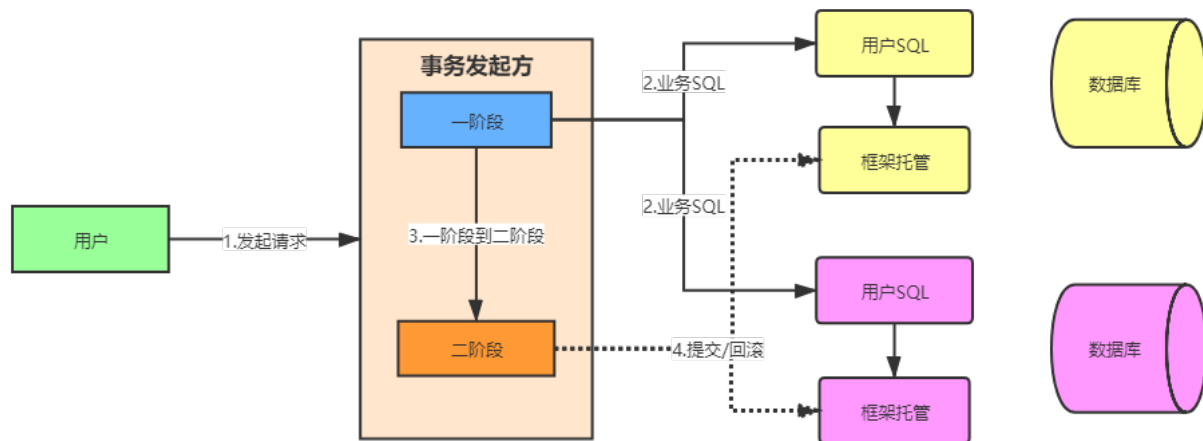 事务发起方
一阶段
3.一阶段到二阶段
二阶段
用户
1.发起请求
2.业务SQL
2.业务SQL
4.提交/回滚
用户SQL
框架托管
数据库
用户SQL
框架托管
数据库